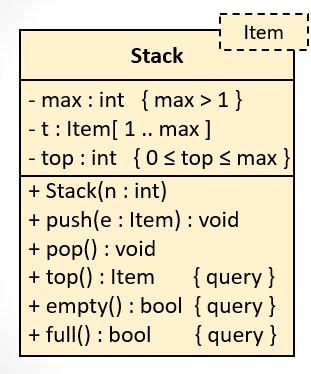 Item
Stack
- max : int { max > 1 }
- t : Item[ 1 .. max ]
- top : int { 0 ≤ top ≤ max }
+ Stack(n : int)
+ push(e : Item) : void
+ pop() : void
+ top() : Item { query }
+ empty() : bool { query }
+ full() : bool { query }